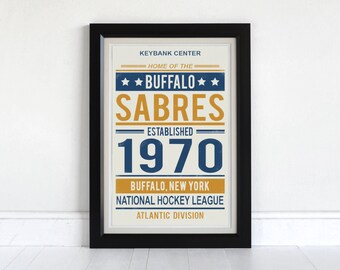 KEYBANK CENTER
HOME OF THE
BUFFALO
SABRES
ESTABLISHED
1970
BUFFALO, NEW YORK
NATIONAL HOCKEY LEAGUE
ATLANTIC DIVISION